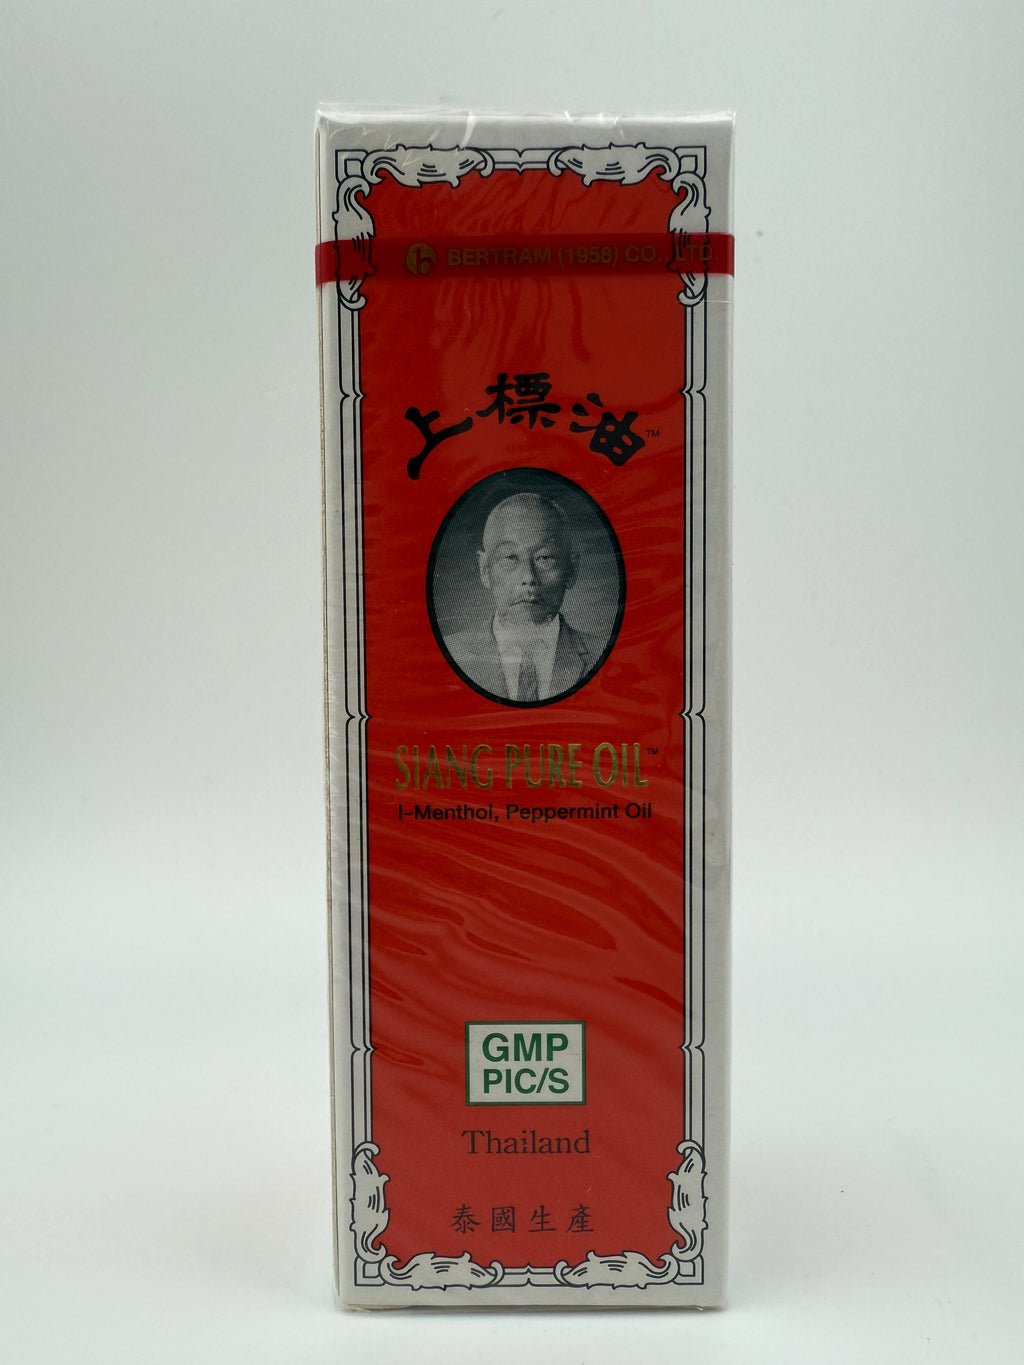 BERTRAM (1958) CO., LTD.
上標油™
SIANG PURE OIL™
l-Menthol, Peppermint Oil
GMP
PIC/S
Thailand
泰國生產